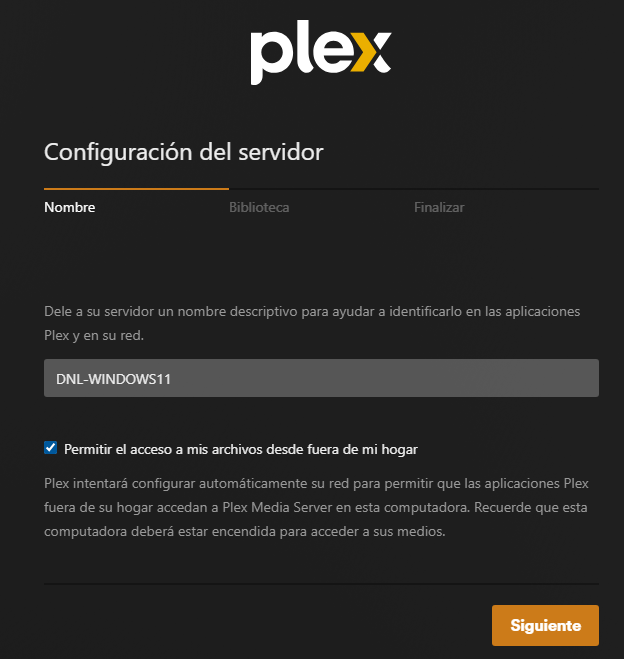 plex
Configuración del servidor
Nombre
Biblioteca
Finalizar
Dele a su servidor un nombre descriptivo para ayudar a identificarlo en las aplicaciones
Plex y en su red.
DNL-WINDOWS11
Permitir el acceso a mis archivos desde fuera de mi hogar
Plex intentará configurar automáticamente su red para permitir que las aplicaciones Plex
fuera de su hogar accedan a Plex Media Server en esta computadora. Recuerde que esta
computadora deberá estar encendida para acceder a sus medios.
Siguiente